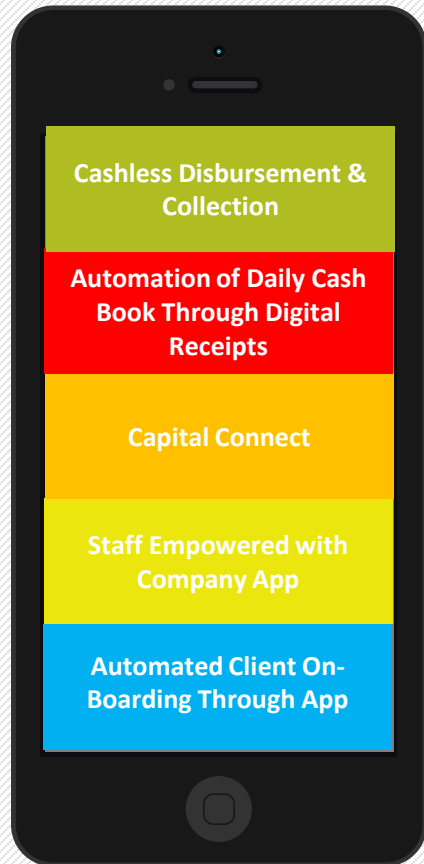 Cashless Disbursement &
Collection
Automation of Daily Cash
Book Through Digital
Receipts
Capital Connect
Staff Empowered with
Company App
Automated Client On-
Boarding Through App